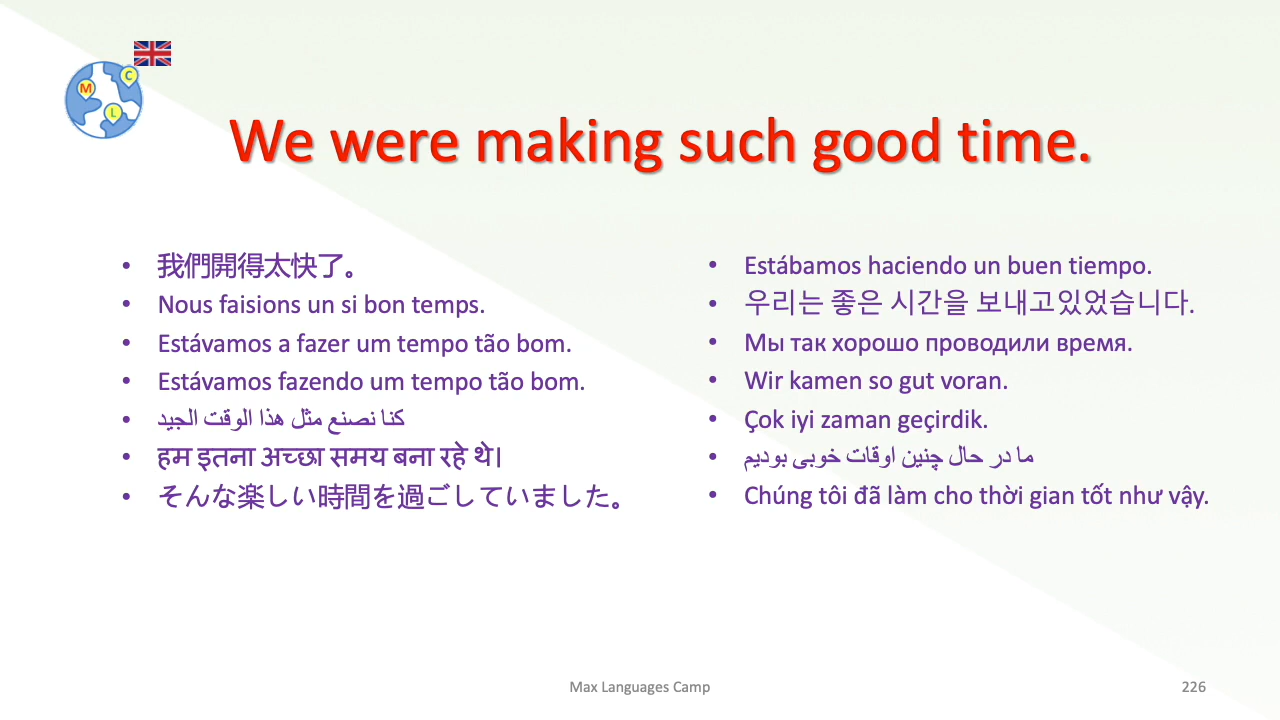 M
C
L
We were making such good time.
• 我們開得太快了。
• Nous faisions un si bon temps.
• Estávamos a fazer um tempo tão bom.
• Estávamos fazendo um tempo tão bom.
• كنا نصنع مثل هذا الوقت الجيد
• हम इतना अच्छा समय बना रहे थे।
• そんな楽しい時間を過ごしていました。
• Estábamos haciendo un buen tiempo.
• 우리는 좋은 시간을 보내고있었습니다.
• Мы так хорошо проводили время.
• Wir kamen so gut voran.
• Çok iyi zaman geçirdik.
• ما در حال چنین اوقات خوبی بودیم
• Chúng tôi đã làm cho thời gian tốt như vậy.
Max Languages Camp
226